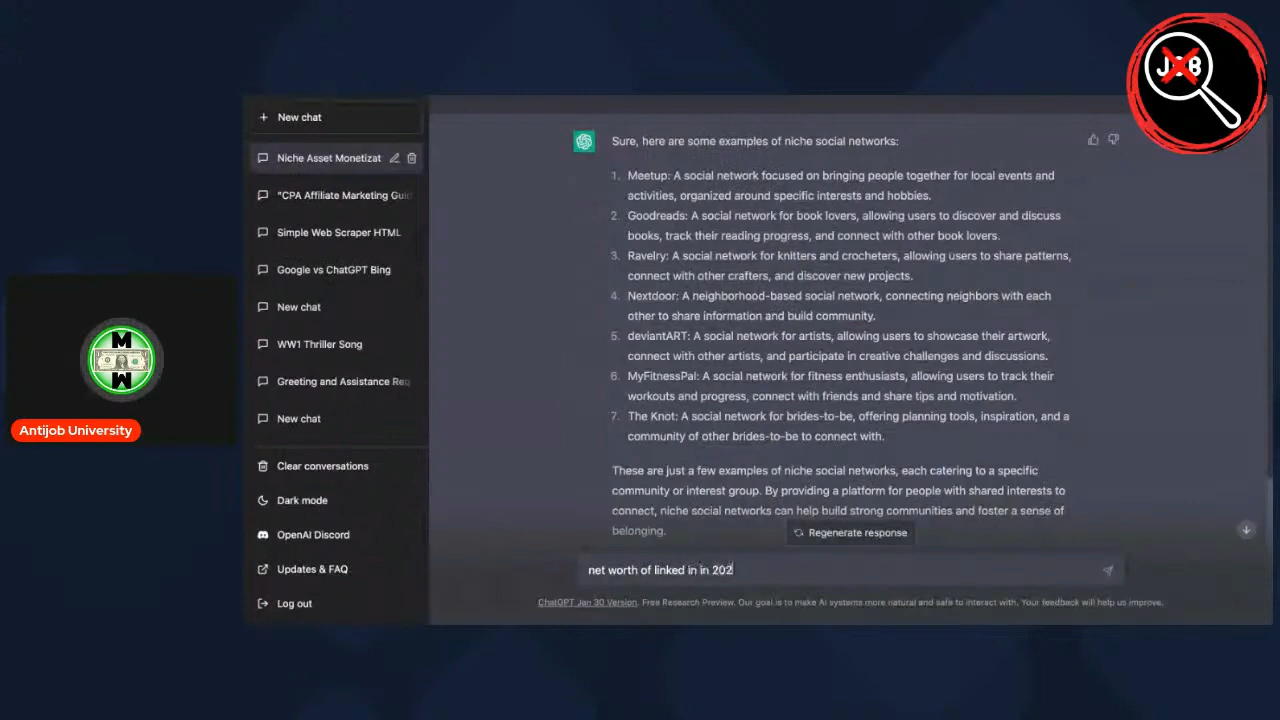 JOB
New chat
Niche Asset Monetizat
"CPA Affiliate Marketing Guid
Simple Web Scraper HTML
Google vs ChatGPT Bing
New chat
WW1 Thriller Song
Greeting and Assistance Req
New chat
Clear conversations
Dark mode
OpenAI Discord
Updates & FAQ
Log out
M
M
Antijob University
Sure, here are some examples of niche social networks:
1. Meetup: A social network focused on bringing people together for local events and
activities, organized around specific interests and hobbies.
2. Goodreads: A social network for book lovers, allowing users to discover and discuss
books, track their reading progress, and connect with other book lovers.
3. Ravelry: A social network for knitters and crocheters, allowing users to share patterns,
connect with other crafters, and discover new projects.
4. Nextdoor: A neighborhood-based social network, connecting neighbors with each
other to share information and build community.
5. deviantART: A social network for artists, allowing users to showcase their artwork,
connect with other artists, and participate in creative challenges and discussions.
6. MyFitnessPal: A social network for fitness enthusiasts, allowing users to track their
workouts and progress, connect with friends and share tips and motivation.
7. The Knot: A social network for brides-to-be, offering planning tools, inspiration, and a
community of other brides-to-be to connect with.
These are just a few examples of niche social networks, each catering to a specific
community or interest group. By providing a platform for people with shared interests to
connect, niche social networks can help build strong communities and foster a sense of
belonging.
Regenerate response
net worth of linked in in 202
ChatGPT Jan 30 Version. Free Research Preview. Our goal is to make AI systems more natural and safe to interact with. Your feedback will help us improve.